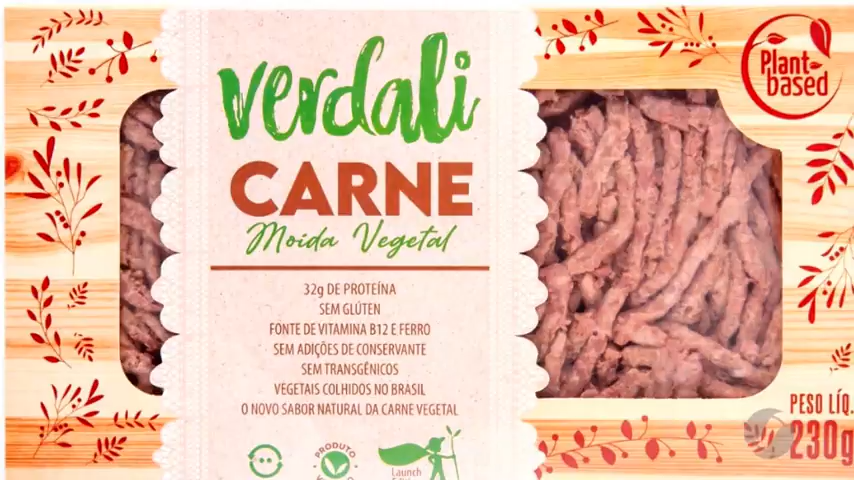 verdali
CARNE
Moída Vegetal
32g DE PROTEÍNA
SEM GLÚTEN
FONTE DE VITAMINA B12 E FERRO
SEM ADIÇÕES DE CONSERVANTE
SEM TRANSGÊNICOS
VEGETAIS COLHIDOS NO BRASIL
O NOVO SABOR NATURAL DA CARNE VEGETAL
PRODUTO
Launch
Plant-
based
PESO LÍQ.
230g